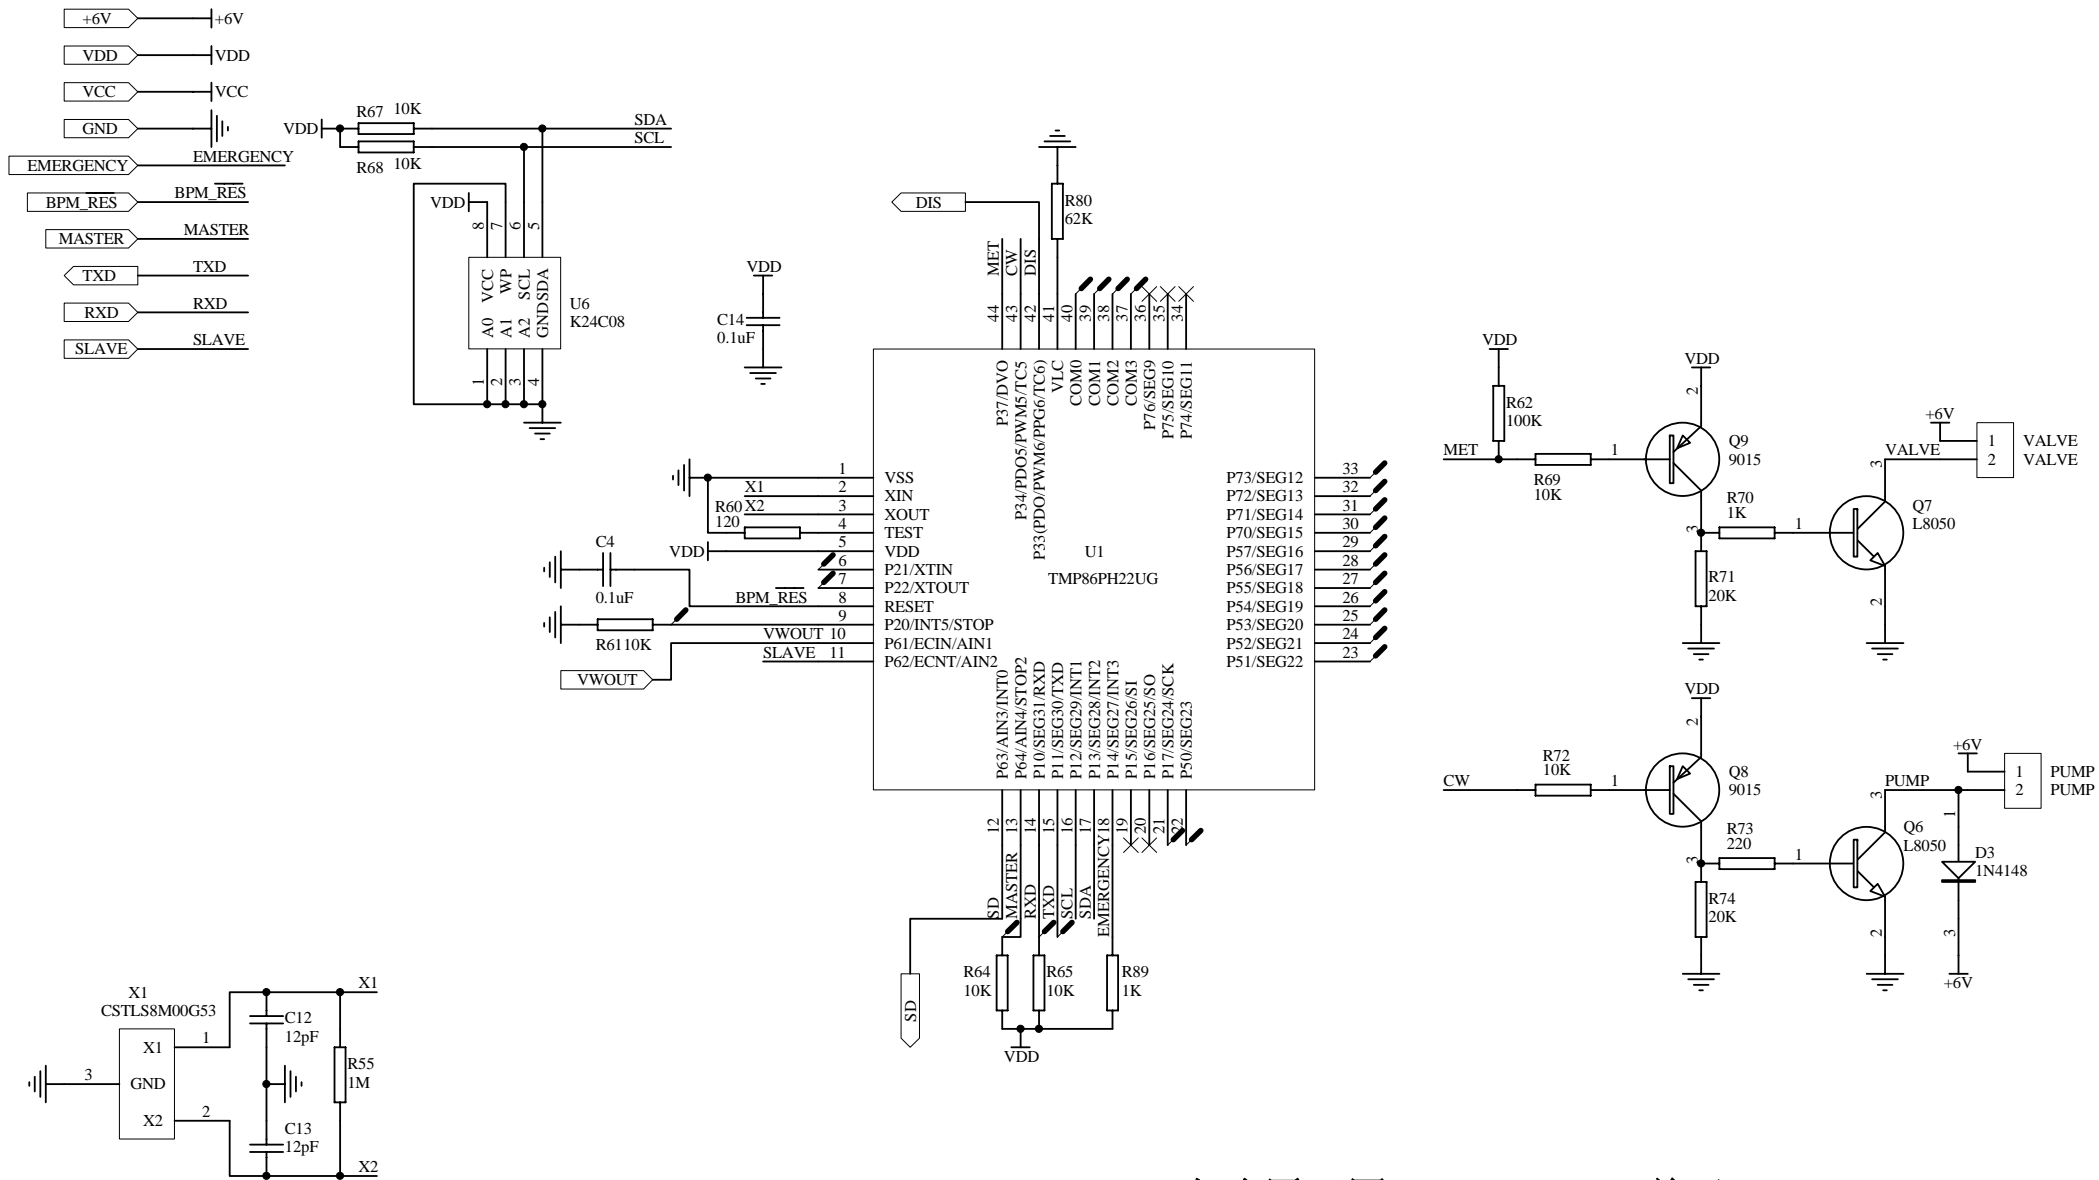 +6V +6V
VDD VDD
VCC VCC
GND
EMERGENCY EMERGENCY
BPM_RES BPM_RES
MASTER MASTER
TXD TXD
RXD RXD
SLAVE SLAVE
VDD
R67 10K
R68 10K
SDA
SCL
VDD
8 7 6 5
VCC WP SCL SDA
A0 A1 A2 GND
1 2 3 4
U6
K24C08
VDD
C14
0.1uF
DIS
R80
62K
MET CW DIS
44 43 42 41 40 39 38 37 36 35 34
P37/DVO
P34/PDO5/PWM5/TC5
P33(PDO/PWM6/PPG6/TC6)
VLC
COM0
COM1
COM2
COM3
P76/SEG9
P75/SEG10
P74/SEG11
1 VSS
X1 2 XIN
X2 3 XOUT
R60
120
4 TEST
VDD 5 VDD
6 P21/XTIN
7 P22/XTOUT
C4
0.1uF
BPM_RES 8 RESET
9 P20/INT5/STOP
R61 10K
VWOUT 10 P61/ECIN/AIN1
SLAVE 11 P62/ECNT/AIN2
VWOUT
U1
TMP86PH22UG
P73/SEG12 33
P72/SEG13 32
P71/SEG14 31
P70/SEG15 30
P57/SEG16 29
P56/SEG17 28
P55/SEG18 27
P54/SEG19 26
P53/SEG20 25
P52/SEG21 24
P51/SEG22 23
P63/AIN3/INT0
P64/AIN4/STOP2
P10/SEG31/RXD
P11/SEG30/TXD
P12/SEG29/INT1
P13/SEG28/INT2
P14/SEG27/INT3
P15/SEG26/SI
P16/SEG25/SO
P17/SEG24/SCK
P50/SEG23
12 13 14 15 16 17 18 19 20 21 22
SD MASTER RXD TXD SCL SDA EMERGENCY
SD
R64
10K
R65
10K
R89
1K
VDD
VDD
R62
100K
MET
R69
10K
1
VDD
2
Q9
9015
3
R70
1K
1
R71
20K
VALVE
3
Q7
L8050
2
+6V
1 VALVE
2 VALVE
VDD
2
CW
R72
10K
1
Q8
9015
3
R73
220
1
R74
20K
PUMP
3
Q6
L8050
2
+6V
1 PUMP
2 PUMP
1
D3
1N4148
3
+6V
X1
CSTLS8M00G53
X1 1
GND 3
X2 2
C12
12pF
C13
12pF
R55
1M
X1
X2